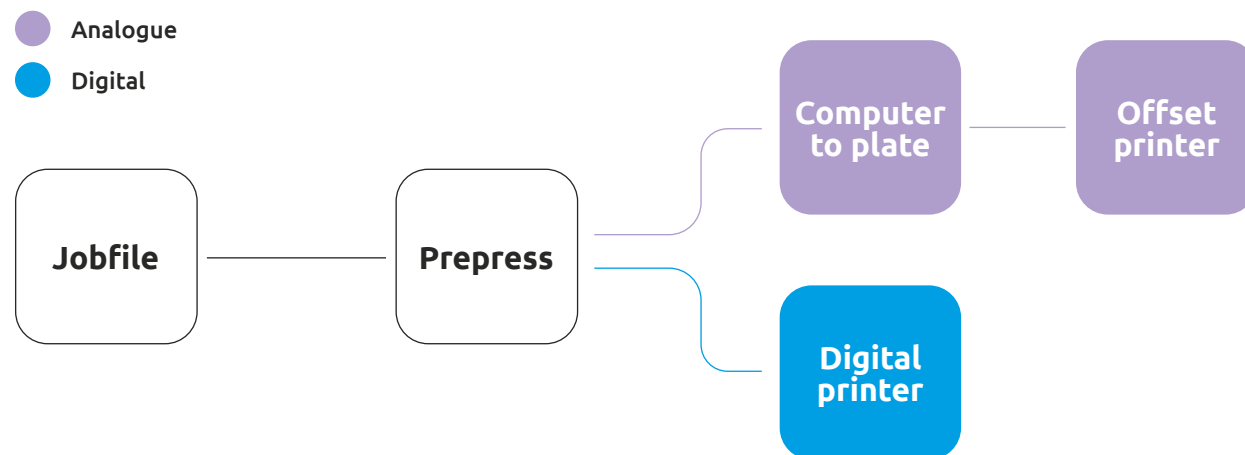 Analogue
Digital
Jobfile
Prepress
Computer
to plate
Offset
printer
Digital
printer